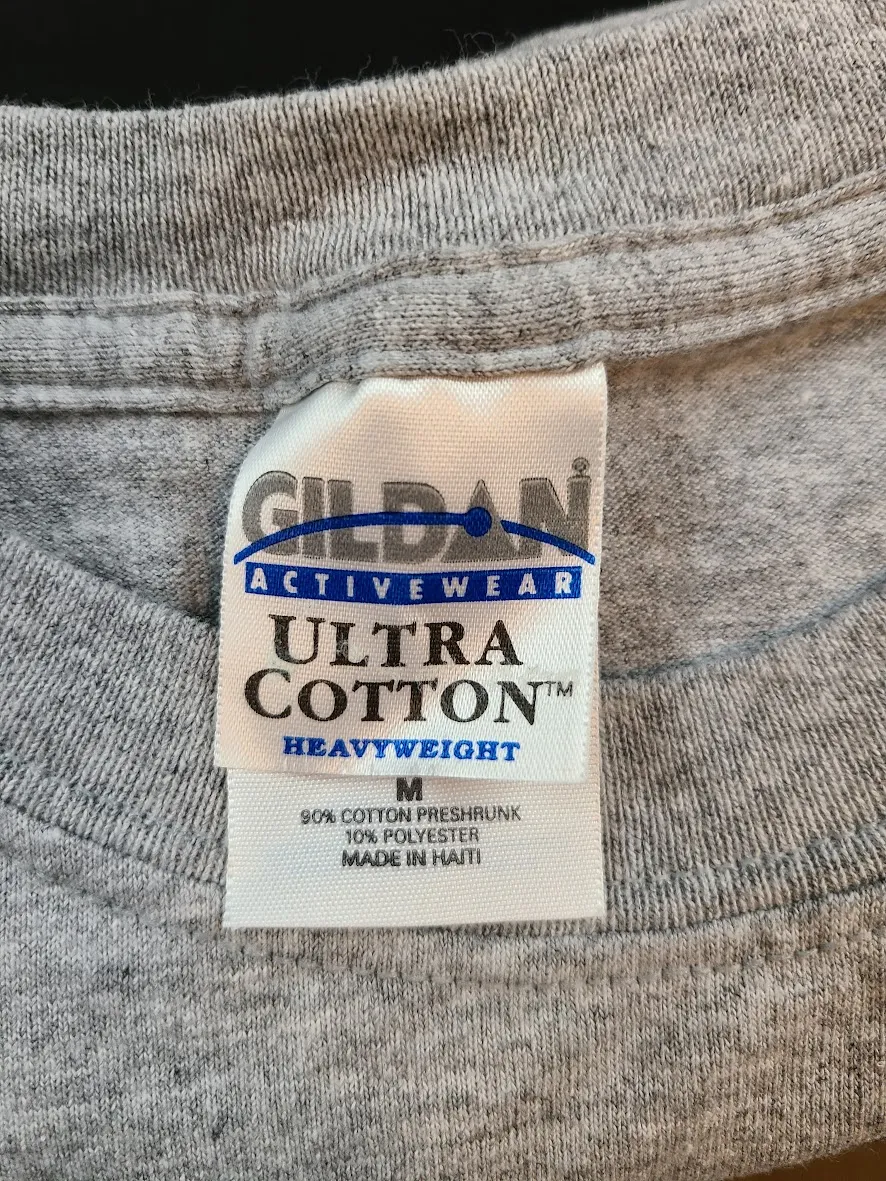 GILDAN®
ACTIVEWEAR
ULTRA
COTTON™
HEAVYWEIGHT
M
90% COTTON PRESHRUNK
10% POLYESTER
MADE IN HAITI